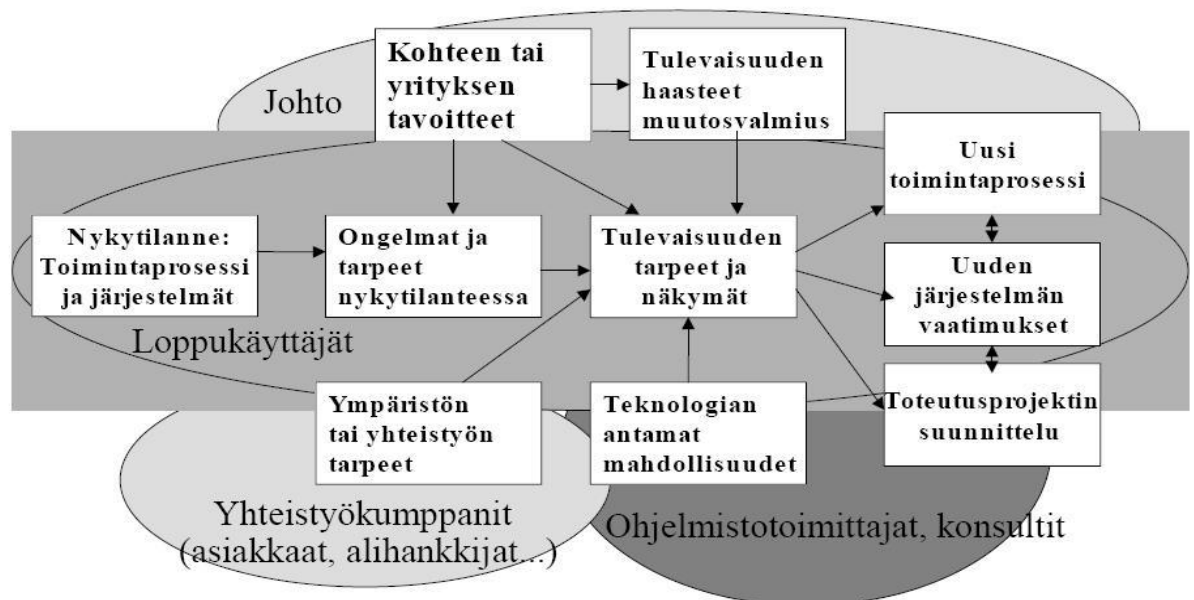 Kohteen tai
yrityksen
tavoitteet
Tulevaisuuden
haasteet
muutosvalmius
Johto
Uusi
toimintaprosessi
Nykytilanne:
Toimintaprosessi
ja järjestelmät
Ongelmat ja
tarpeet
nykytilanteessa
Tulevaisuuden
tarpeet ja
näkymät
Uuden
järjestelmän
vaatimukset
Loppukäyttäjät
Ympäristön
tai yhteistyön
tarpeet
Teknologian
antamat
mahdollisuudet
Toteutusprojektin
suunnittelu
Yhteistyökumppanit
(asiakkaat, alihankkijat...)
Ohjelmistotoimittajat, konsultit